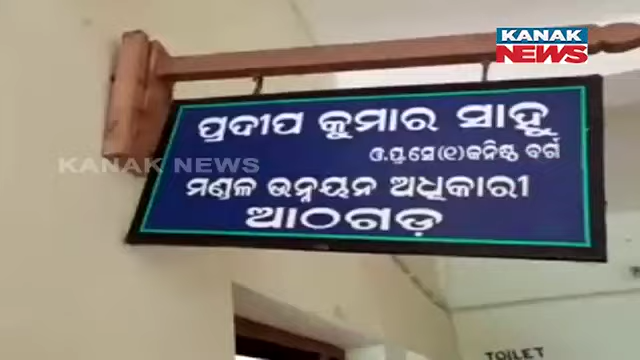 KANAK
NEWS
ପ୍ରଦୀପ କୁମାର ସାହୁ
ଓ.ପ୍ର.ସେ(୧)କନିଷ୍ଠ ବର୍ଗ
KANAK NEWS
ମଣ୍ଡଳ ଉନ୍ନୟନ ଅଧିକାରୀ
ଆଠଗଡ଼
TOILET